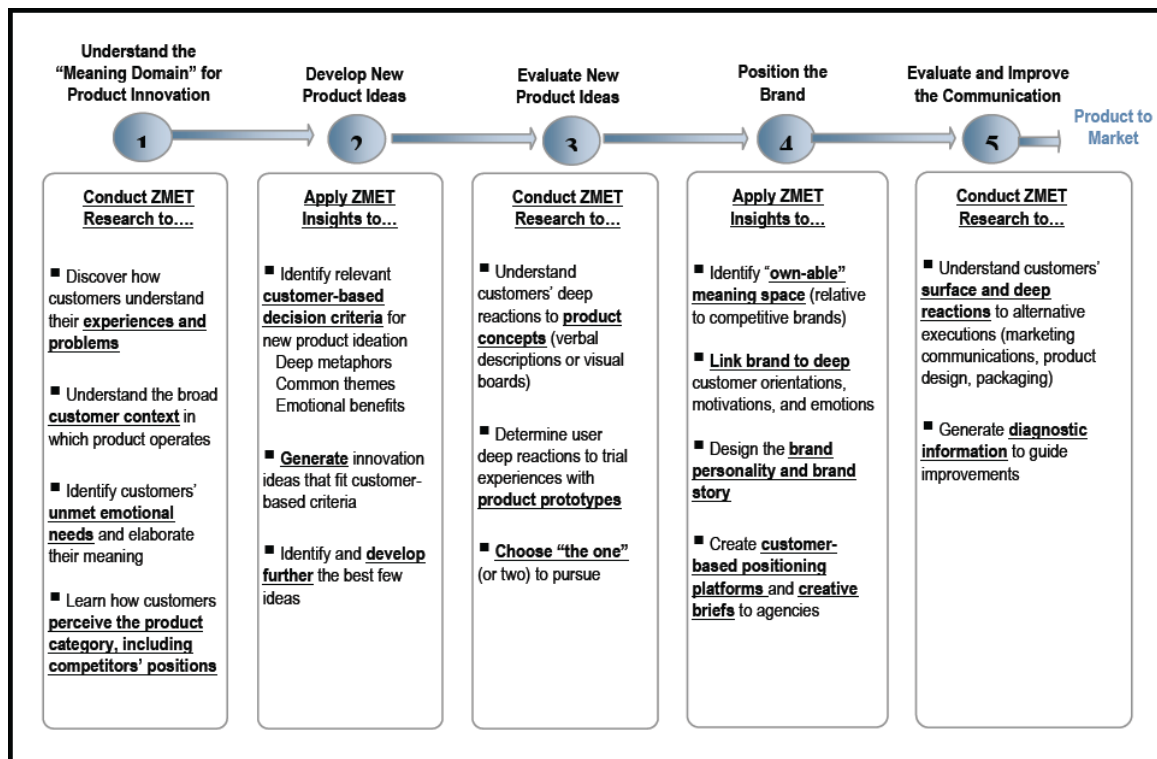 Understand the
“Meaning Domain” for
Product Innovation
Develop New
Product Ideas
Evaluate New
Product Ideas
Position the
Brand
Evaluate and Improve
the Communication
1
2
3
4
5
Product to
Market
Conduct ZMET
Research to….
■ Discover how
customers understand
their experiences and
problems
■ Understand the broad
customer context in
which product operates
■ Identify customers’
unmet emotional
needs and elaborate
their meaning
■ Learn how customers
perceive the product
category, including
competitors’ positions
Apply ZMET
Insights to…
■ Identify relevant
customer-based
decision criteria for
new product ideation
Deep metaphors
Common themes
Emotional benefits
■ Generate innovation
ideas that fit customer-
based criteria
■ Identify and develop
further the best few
ideas
Conduct ZMET
Research to…
■ Understand
customers’ deep
reactions to product
concepts (verbal
descriptions or visual
boards)
■ Determine user
deep reactions to trial
experiences with
product prototypes
■ Choose “the one”
(or two) to pursue
Apply ZMET
Insights to…
■ Identify “own-able”
meaning space (relative
to competitive brands)
■ Link brand to deep
customer orientations,
motivations, and emotions
■ Design the brand
personality and brand
story
■ Create customer-
based positioning
platforms and creative
briefs to agencies
Conduct ZMET
Research to…
■ Understand customers’
surface and deep
reactions to alternative
executions (marketing
communications, product
design, packaging)
■ Generate diagnostic
information to guide
improvements